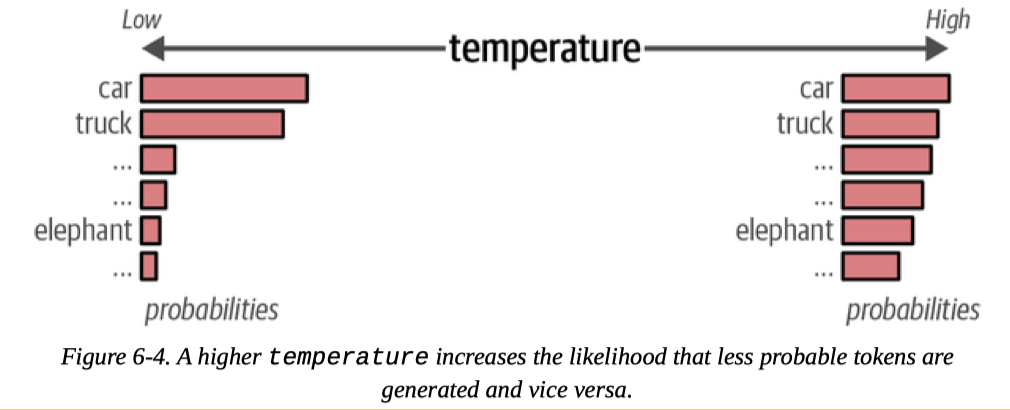 Low High
temperature
car car
truck truck
... ...
... ...
elephant elephant
... ...
probabilities probabilities
Figure 6-4. A higher temperature increases the likelihood that less probable tokens are
generated and vice versa.